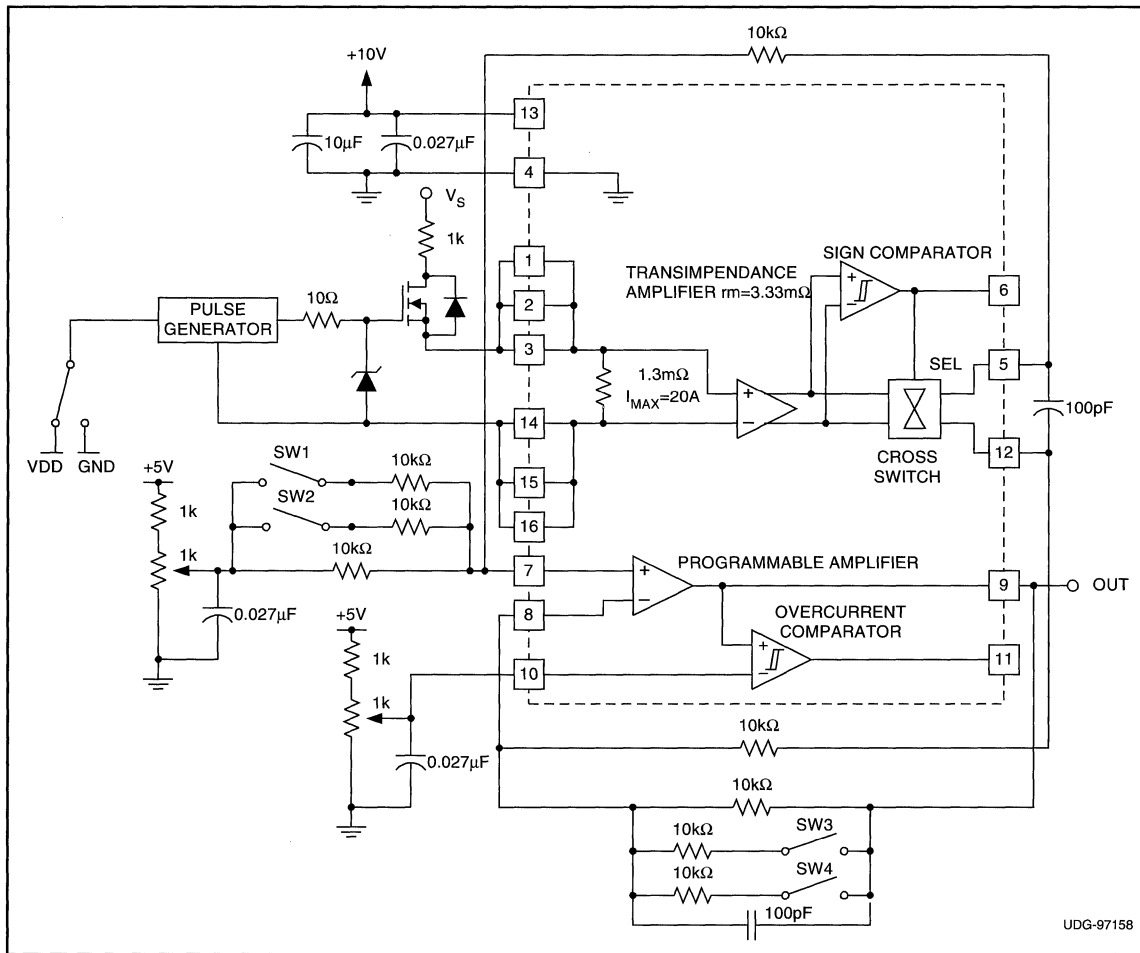 10kΩ
+10V
13
10µF
0.027µF
4
V_S
1k
1
2
3
TRANSIMPENDANCE
AMPLIFIER rm=3.33mΩ
SIGN COMPARATOR
+
−
6
PULSE
GENERATOR
10Ω
1.3mΩ
I_MAX=20A
+
−
SEL
5
100pF
12
CROSS
SWITCH
14
15
16
VDD
GND
+5V
SW1
10kΩ
SW2
10kΩ
1k
1k
10kΩ
0.027µF
7
8
+
−
PROGRAMMABLE AMPLIFIER
9
OUT
OVERCURRENT
COMPARATOR
+
−
11
+5V
1k
1k
10
0.027µF
10kΩ
10kΩ
10kΩ
SW3
10kΩ
SW4
100pF
UDG-97158